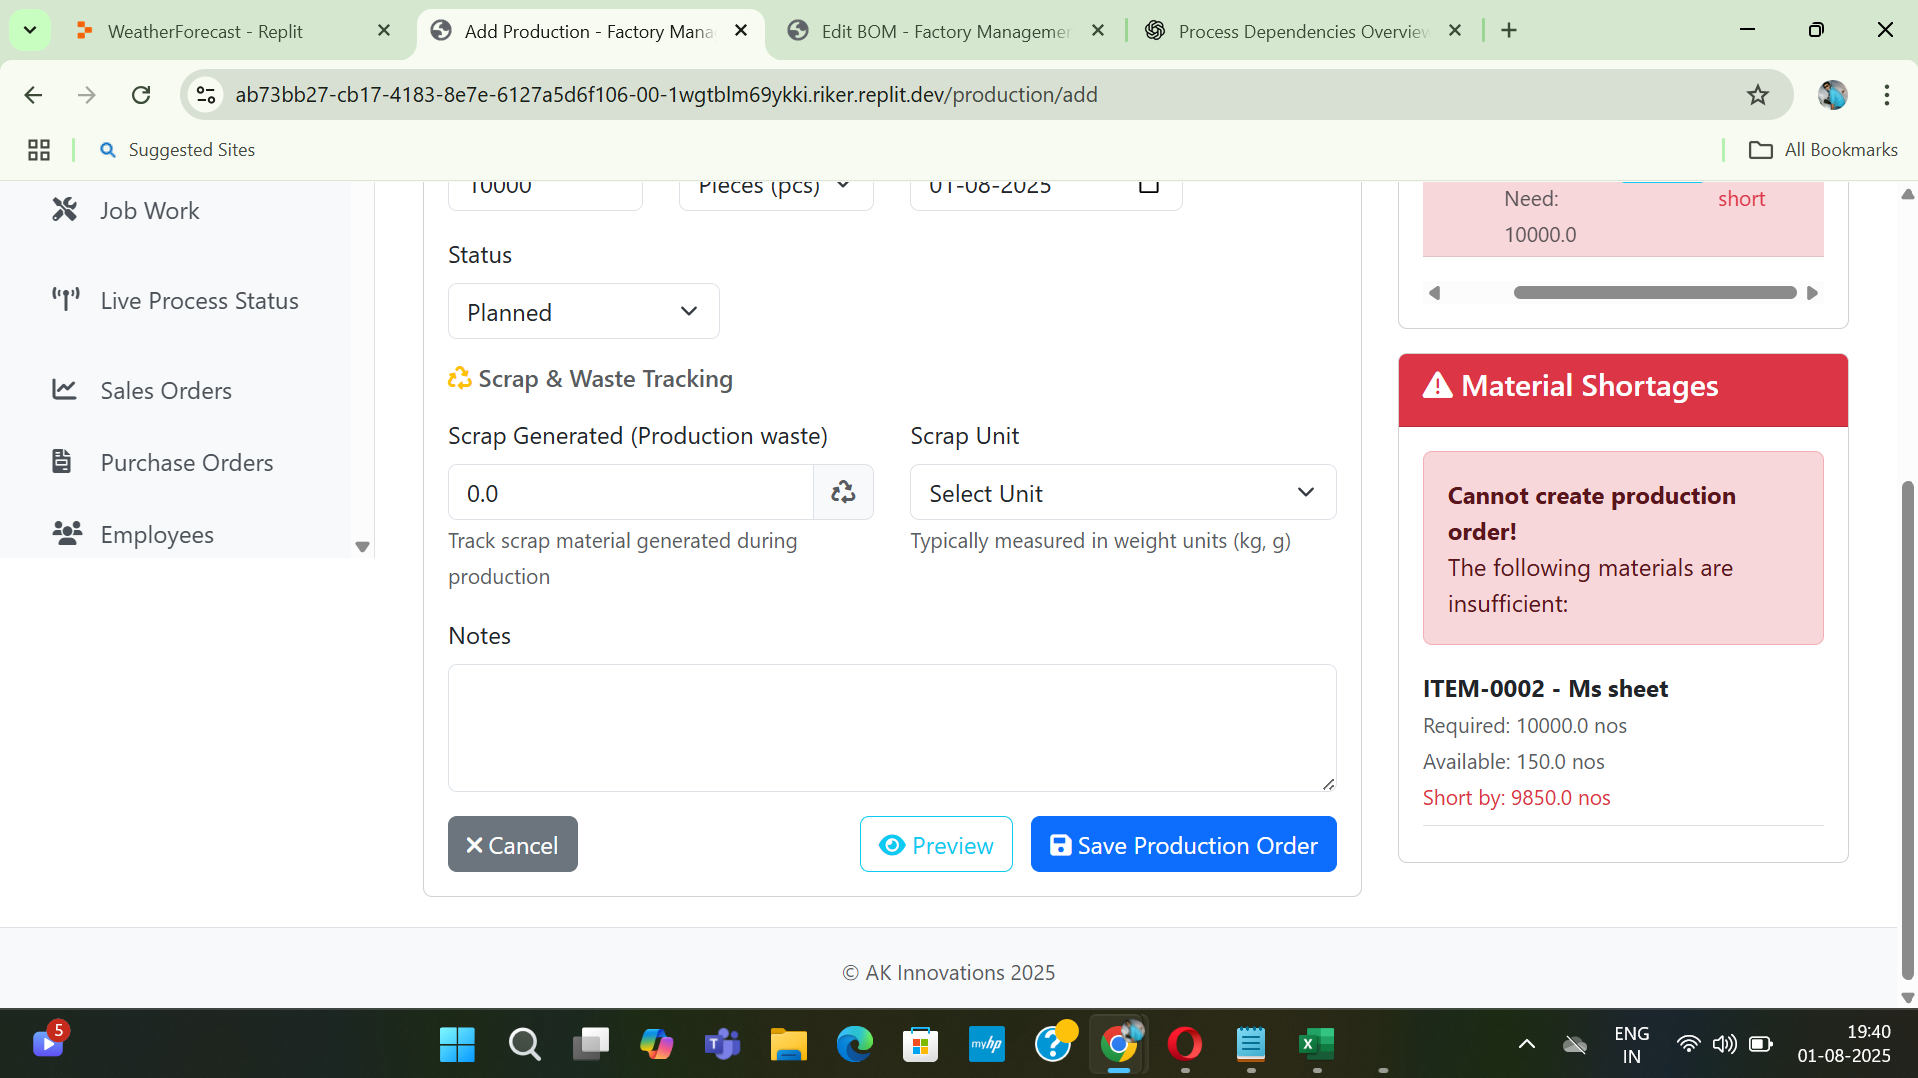 WeatherForecast - Replit
Add Production - Factory Mana
Edit BOM - Factory Managemen
Process Dependencies Overview
ab73bb27-cb17-4183-8e7e-6127a5d6f106-00-1wgtblm69ykki.riker.replit.dev/production/add
Suggested Sites
All Bookmarks
Job Work
Live Process Status
Sales Orders
Purchase Orders
Employees
10000
Pieces (pcs)
01-08-2025
Status
Planned
Scrap & Waste Tracking
Scrap Generated (Production waste)
Scrap Unit
0.0
Select Unit
Track scrap material generated during
production
Typically measured in weight units (kg, g)
Notes
Cancel
Preview
Save Production Order
Need:
short
10000.0
Material Shortages
Cannot create production
order!
The following materials are
insufficient:
ITEM-0002 - Ms sheet
Required: 10000.0 nos
Available: 150.0 nos
Short by: 9850.0 nos
© AK Innovations 2025
5
myhp
ENG
IN
19:40
01-08-2025